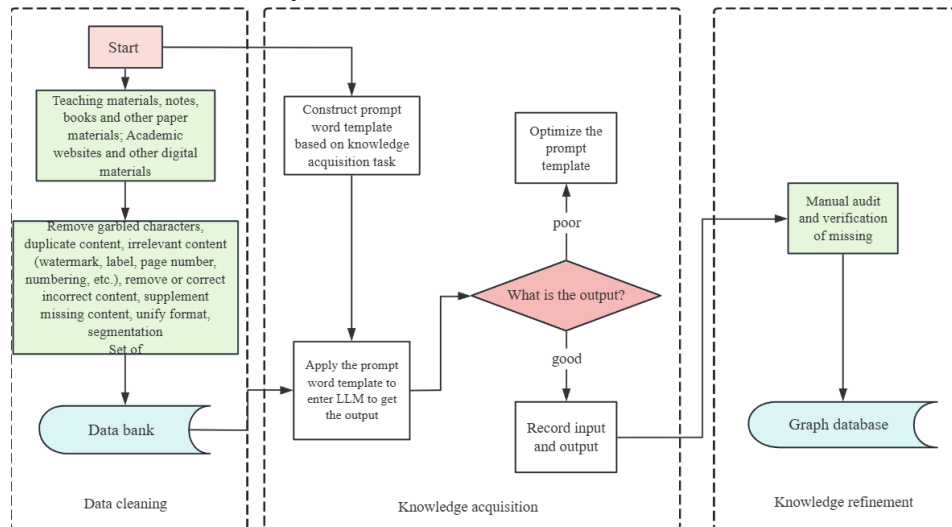 Start
Teaching materials, notes,
books and other paper
materials; Academic
websites and other digital
materials
Remove garbled characters,
duplicate content, irrelevant content
(watermark, label, page number,
numbering, etc.), remove or correct
incorrect content, supplement
missing content, unify format,
segmentation
Set of
Data bank
Data cleaning
Construct prompt
word template
based on knowledge
acquisition task
Apply the prompt
word template to
enter LLM to get
the output
Optimize the
prompt
template
poor
What is the output?
good
Record input
and output
Knowledge acquisition
Manual audit
and verification
of missing
Graph database
Knowledge refinement